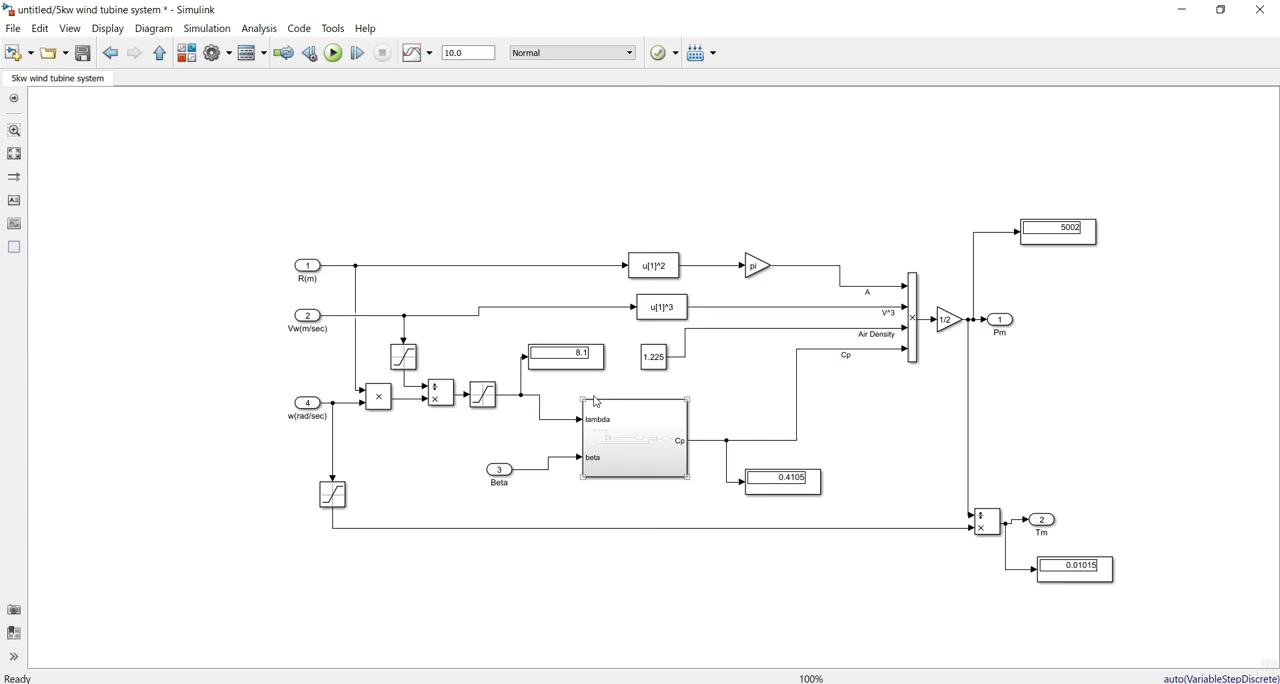 untitled/5kw wind tubine system * - Simulink
File Edit View Display Diagram Simulation Analysis Code Tools Help
10.0 Normal
5kw wind tubine system
5002
1
R(m)
u[1]^2
pi
A
2
Vw(m/sec)
u[1]^3
V^3
Air Density
Cp
×
1/2
1
Pm
8.1
1.225
÷
×
×
4
w(rad/sec)
lambda
beta
Cp
3
Beta
0.4105
÷
×
2
Tm
0.01015
Ready 100% auto(VariableStepDiscrete)